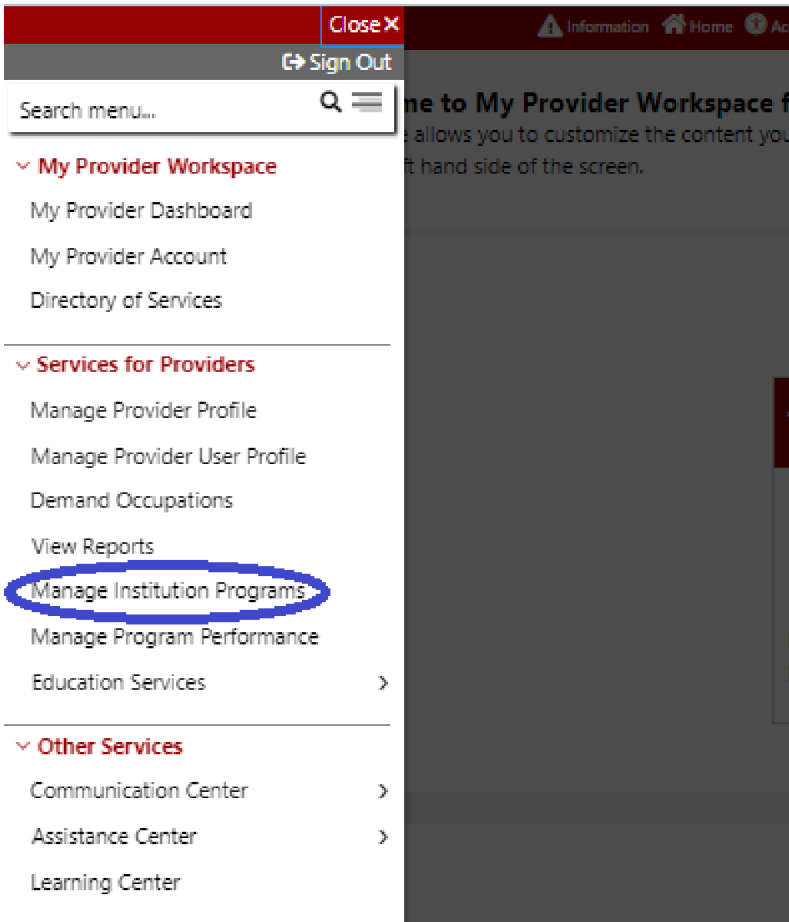 Close×
Information Home Ac
Sign Out
Search menu...
me to My Provider Workspace f
allows you to customize the content you
ft hand side of the screen.
My Provider Workspace
My Provider Dashboard
My Provider Account
Directory of Services
Services for Providers
Manage Provider Profile
Manage Provider User Profile
Demand Occupations
View Reports
Manage Institution Programs
Manage Program Performance
Education Services
Other Services
Communication Center
Assistance Center
Learning Center